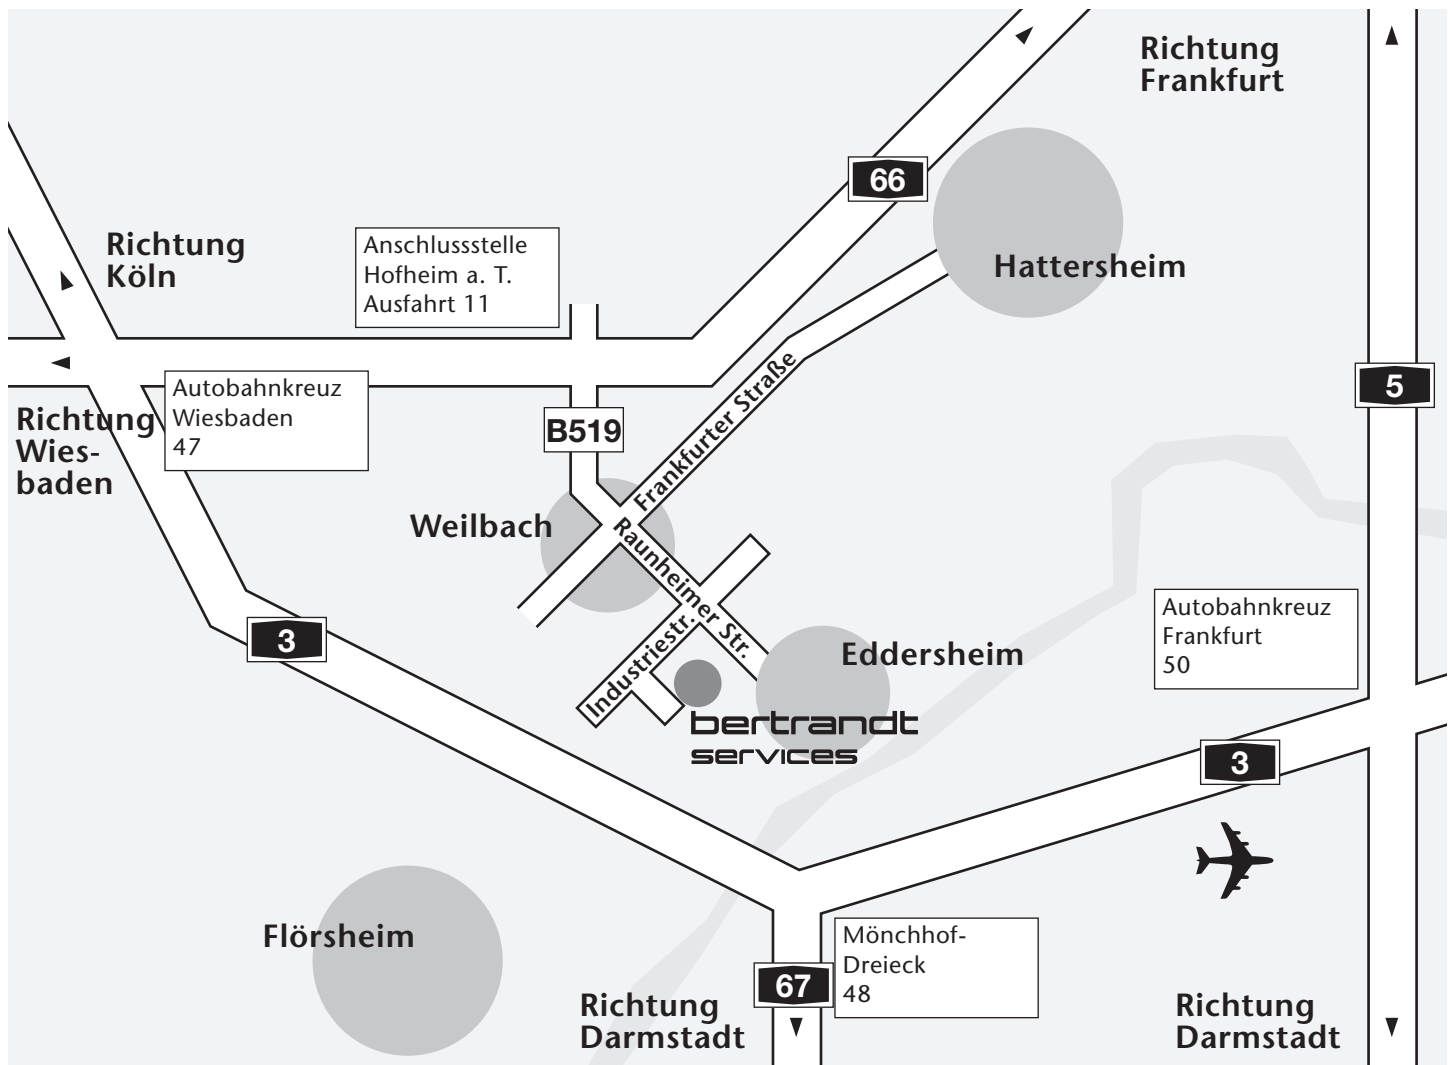 Richtung
Frankfurt
66
Richtung
Köln
Anschlussstelle
Hofheim a. T.
Ausfahrt 11
Hattersheim
Autobahnkreuz
Wiesbaden
47
Richtung
Wies-
baden
B519
Frankfurter Straße
5
Weilbach
Raunheimer Str.
Industriestr.
3
Eddersheim
Autobahnkreuz
Frankfurt
50
bertrandt
services
3
Flörsheim
Mönchhof-
Dreieck
48
67
Richtung
Darmstadt
Richtung
Darmstadt